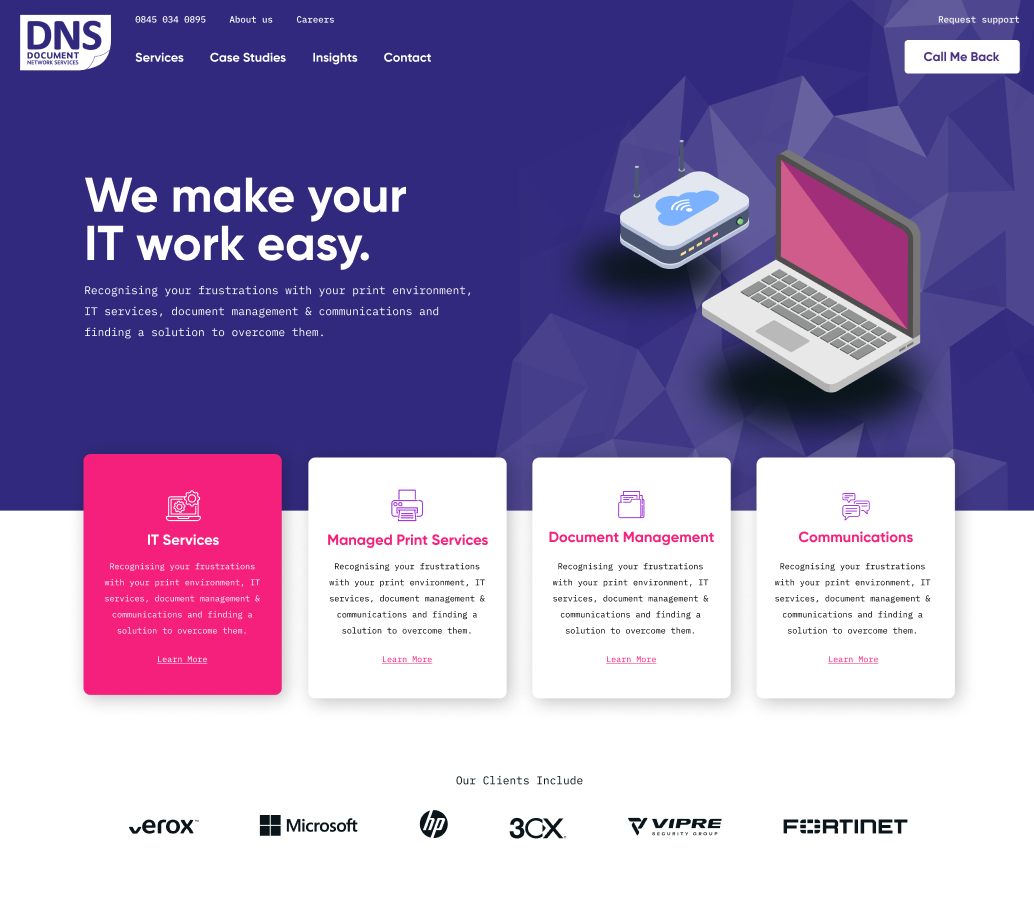 DNS
DOCUMENT
NETWORK SERVICES
0845 034 0895 About us Careers
Request support
Services Case Studies Insights Contact
Call Me Back
We make your
IT work easy.
Recognising your frustrations with your print environment,
IT services, document management & communications and
finding a solution to overcome them.
IT Services
Recognising your frustrations
with your print environment, IT
services, document management &
communications and finding a
solution to overcome them.
Learn More
Managed Print Services
Recognising your frustrations
with your print environment, IT
services, document management &
communications and finding a
solution to overcome them.
Learn More
Document Management
Recognising your frustrations
with your print environment, IT
services, document management &
communications and finding a
solution to overcome them.
Learn More
Communications
Recognising your frustrations
with your print environment, IT
services, document management &
communications and finding a
solution to overcome them.
Learn More
Our Clients Include
xerox™
Microsoft
hp
3CX
VIPRE
SECURITY GROUP
FORTINET